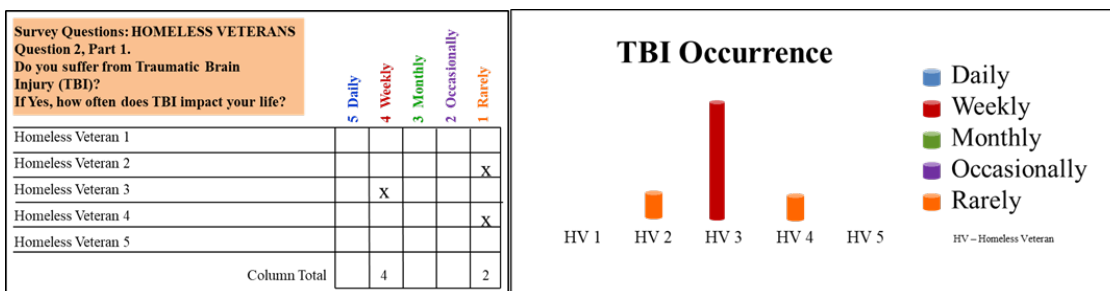 Survey Questions: HOMELESS VETERANS
Question 2, Part 1.
Do you suffer from Traumatic Brain
Injury (TBI)?
If Yes, how often does TBI impact your life?
5 Daily
4 Weekly
3 Monthly
2 Occasionally
1 Rarely
Homeless Veteran 1
Homeless Veteran 2
x
Homeless Veteran 3
x
Homeless Veteran 4
x
Homeless Veteran 5
Column Total 4 2
TBI Occurrence
Daily
Weekly
Monthly
Occasionally
Rarely
HV 1 HV 2 HV 3 HV 4 HV 5
HV – Homeless Veteran